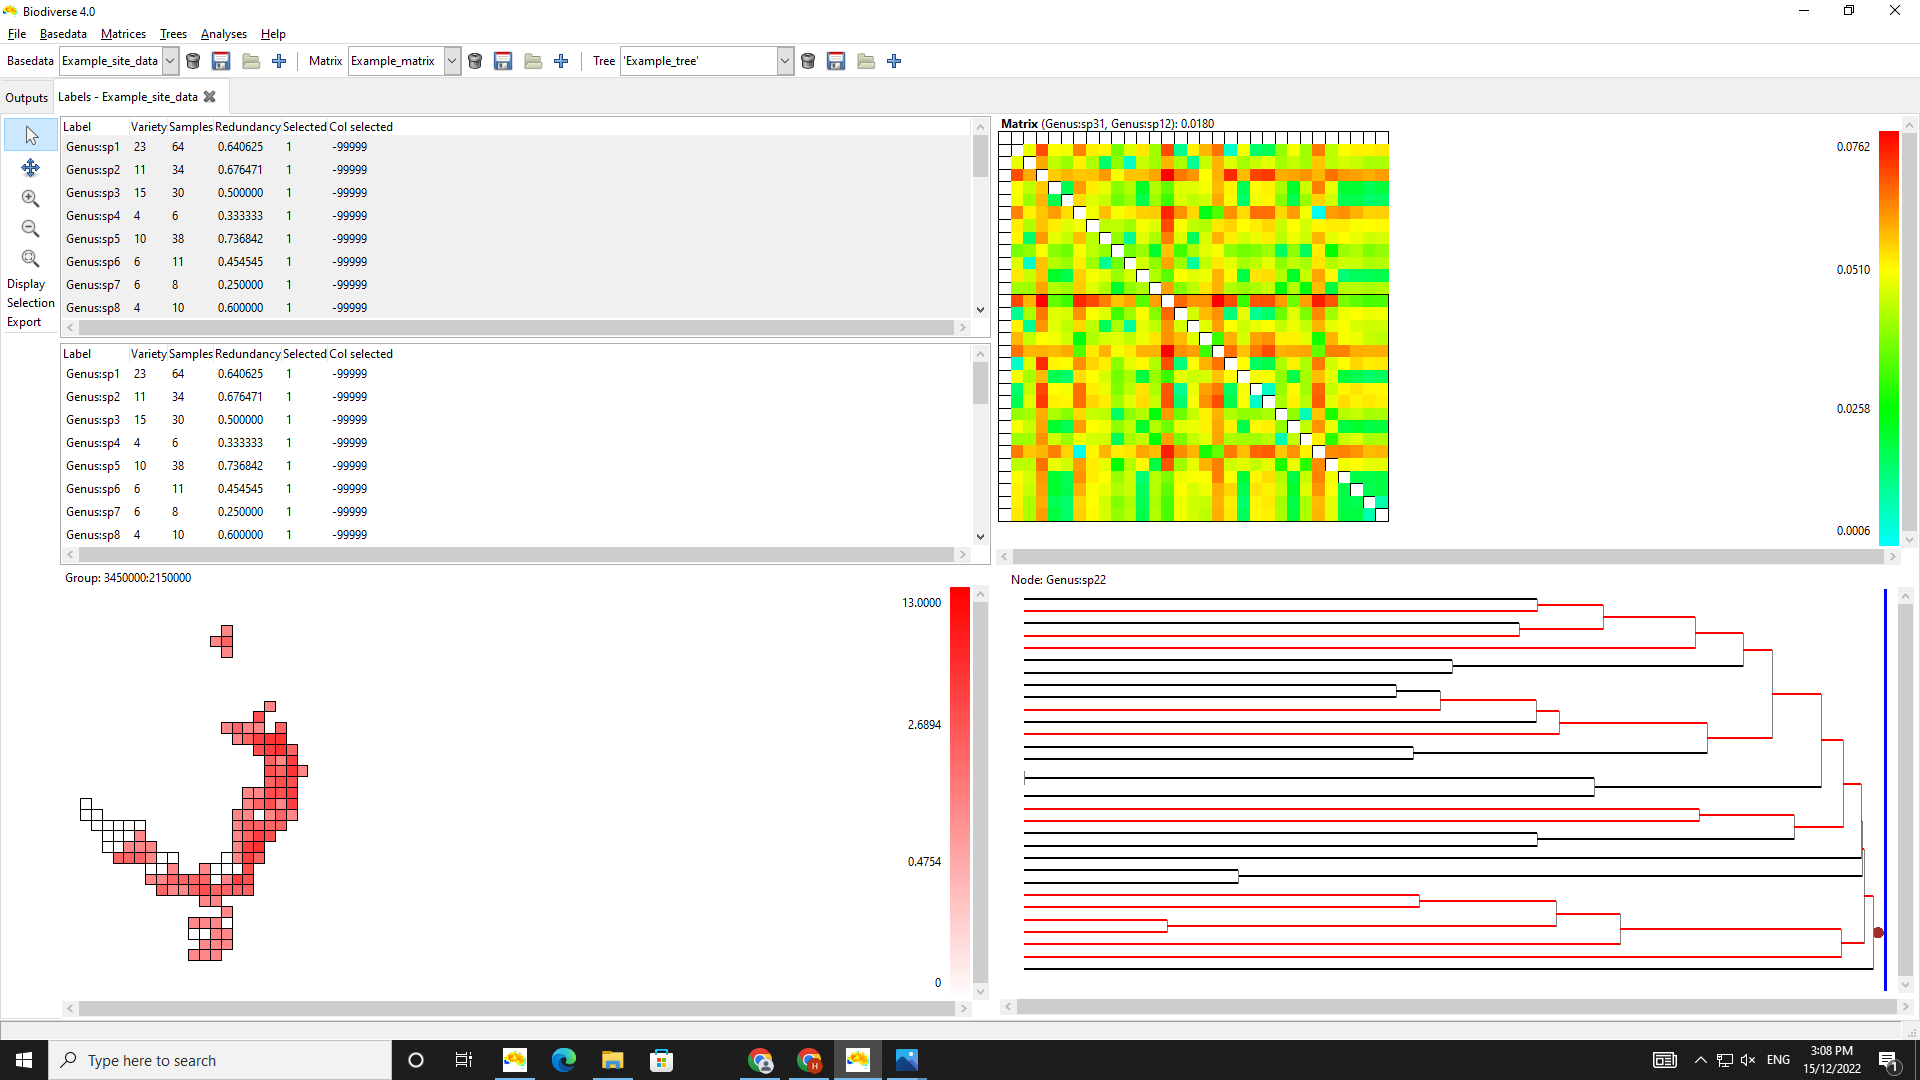 Biodiverse 4.0
File Basedata Matrices Trees Analyses Help
Basedata Example_site_data Matrix Example_matrix Tree 'Example_tree'
Outputs Labels - Example_site_data
Label Variety Samples Redundancy Selected Col selected
Genus:sp1 23 64 0.640625 1 -99999
Genus:sp2 11 34 0.676471 1 -99999
Genus:sp3 15 30 0.500000 1 -99999
Genus:sp4 4 6 0.333333 1 -99999
Genus:sp5 10 38 0.736842 1 -99999
Genus:sp6 6 11 0.454545 1 -99999
Genus:sp7 6 8 0.250000 1 -99999
Genus:sp8 4 10 0.600000 1 -99999
Display
Selection
Export
Label Variety Samples Redundancy Selected Col selected
Genus:sp1 23 64 0.640625 1 -99999
Genus:sp2 11 34 0.676471 1 -99999
Genus:sp3 15 30 0.500000 1 -99999
Genus:sp4 4 6 0.333333 1 -99999
Genus:sp5 10 38 0.736842 1 -99999
Genus:sp6 6 11 0.454545 1 -99999
Genus:sp7 6 8 0.250000 1 -99999
Genus:sp8 4 10 0.600000 1 -99999
Matrix (Genus:sp31, Genus:sp12): 0.0180
0.0762
0.0510
0.0258
0.0006
Group: 3450000:2150000
13.0000
2.6894
0.4754
0
Node: Genus:sp22
Type here to search
H
ENG
3:08 PM
15/12/2022
1